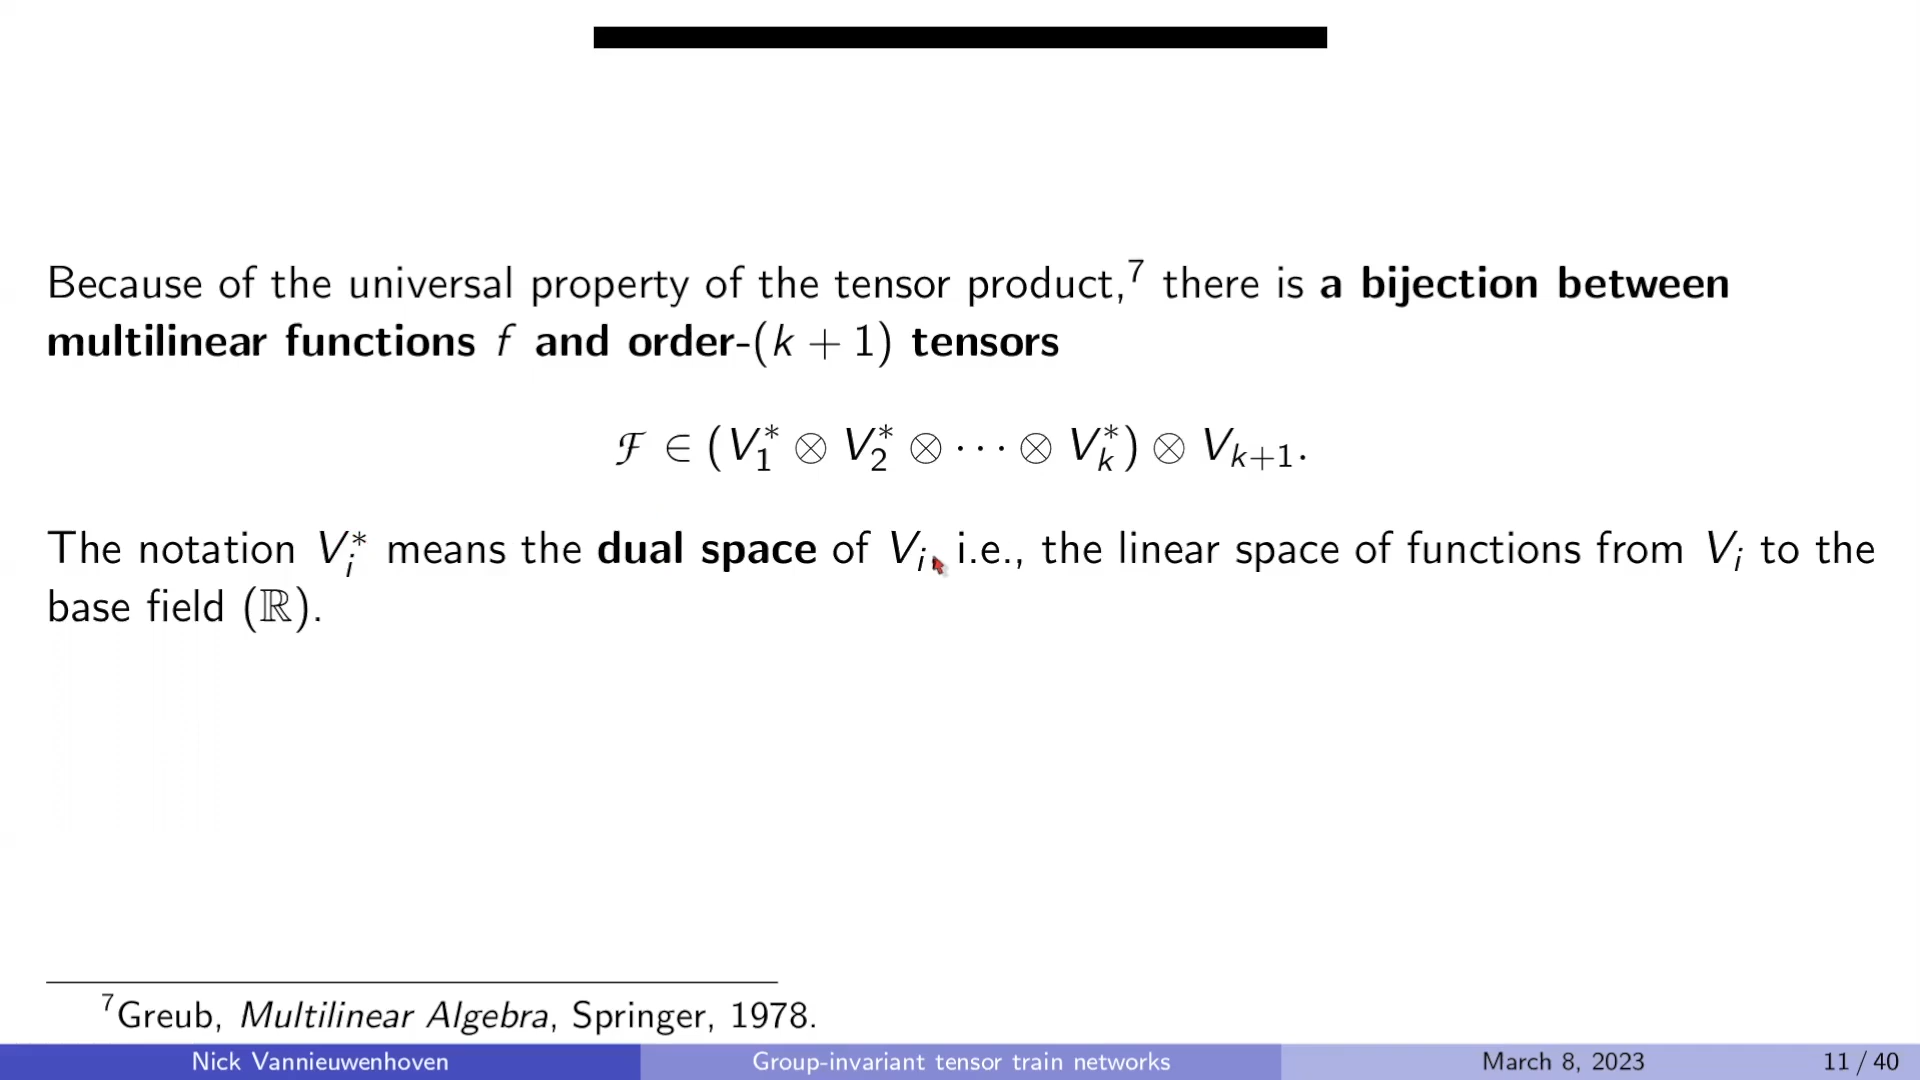 Because of the universal property of the tensor product,⁷ there is a bijection between
multilinear functions f and order-(k + 1) tensors
ℱ ∈ (V₁* ⊗ V₂* ⊗ ··· ⊗ Vₖ*) ⊗ Vₖ₊₁.
The notation Vᵢ* means the dual space of Vᵢ, i.e., the linear space of functions from Vᵢ to the
base field (ℝ).
⁷Greub, Multilinear Algebra, Springer, 1978.
Nick Vannieuwenhoven Group-invariant tensor train networks March 8, 2023 11 / 40